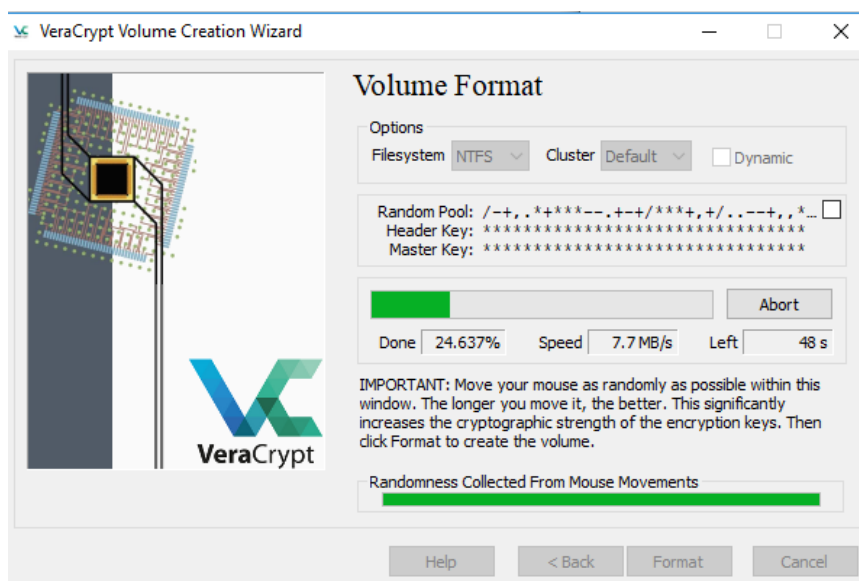 VeraCrypt Volume Creation Wizard
Volume Format
Options
Filesystem NTFS Cluster Default Dynamic
Random Pool: /-+,.*+***--.+-+/***+,+/..--+,,*...
Header Key: ********************************
Master Key: ********************************
Abort
Done 24.637% Speed 7.7 MB/s Left 48 s
IMPORTANT: Move your mouse as randomly as possible within this
window. The longer you move it, the better. This significantly
increases the cryptographic strength of the encryption keys. Then
click Format to create the volume.
VeraCrypt
Randomness Collected From Mouse Movements
Help < Back Format Cancel